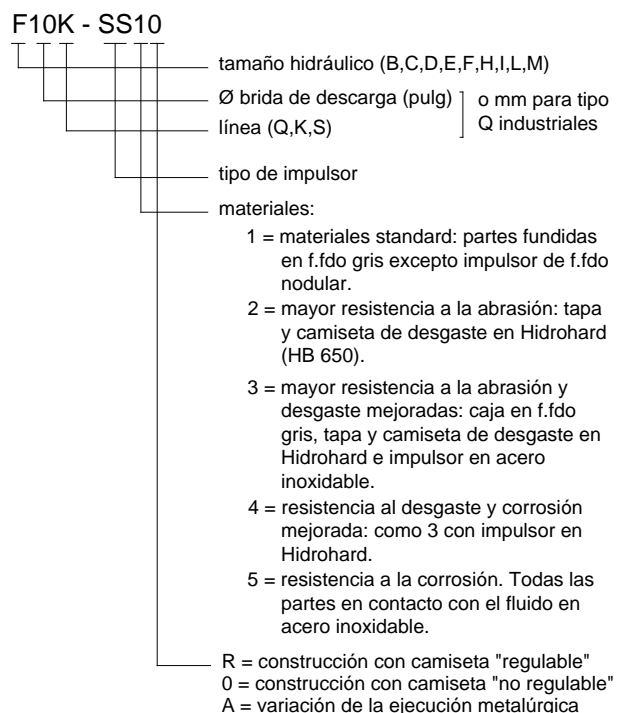 F10K - SS10
tamaño hidráulico (B,C,D,E,F,H,I,L,M)
Ø brida de descarga (pulg) o mm para tipo
línea (Q,K,S) Q industriales
tipo de impulsor
materiales:
1 = materiales standard: partes fundidas
en f.fdo gris excepto impulsor de f.fdo
nodular.
2 = mayor resistencia a la abrasión: tapa
y camiseta de desgaste en Hidrohard
(HB 650).
3 = mayor resistencia a la abrasión y
desgaste mejoradas: caja en f.fdo
gris, tapa y camiseta de desgaste en
Hidrohard e impulsor en acero
inoxidable.
4 = resistencia al desgaste y corrosión
mejorada: como 3 con impulsor en
Hidrohard.
5 = resistencia a la corrosión. Todas las
partes en contacto con el fluido en
acero inoxidable.
R = construcción con camiseta "regulable"
0 = construcción con camiseta "no regulable"
A = variación de la ejecución metalúrgica